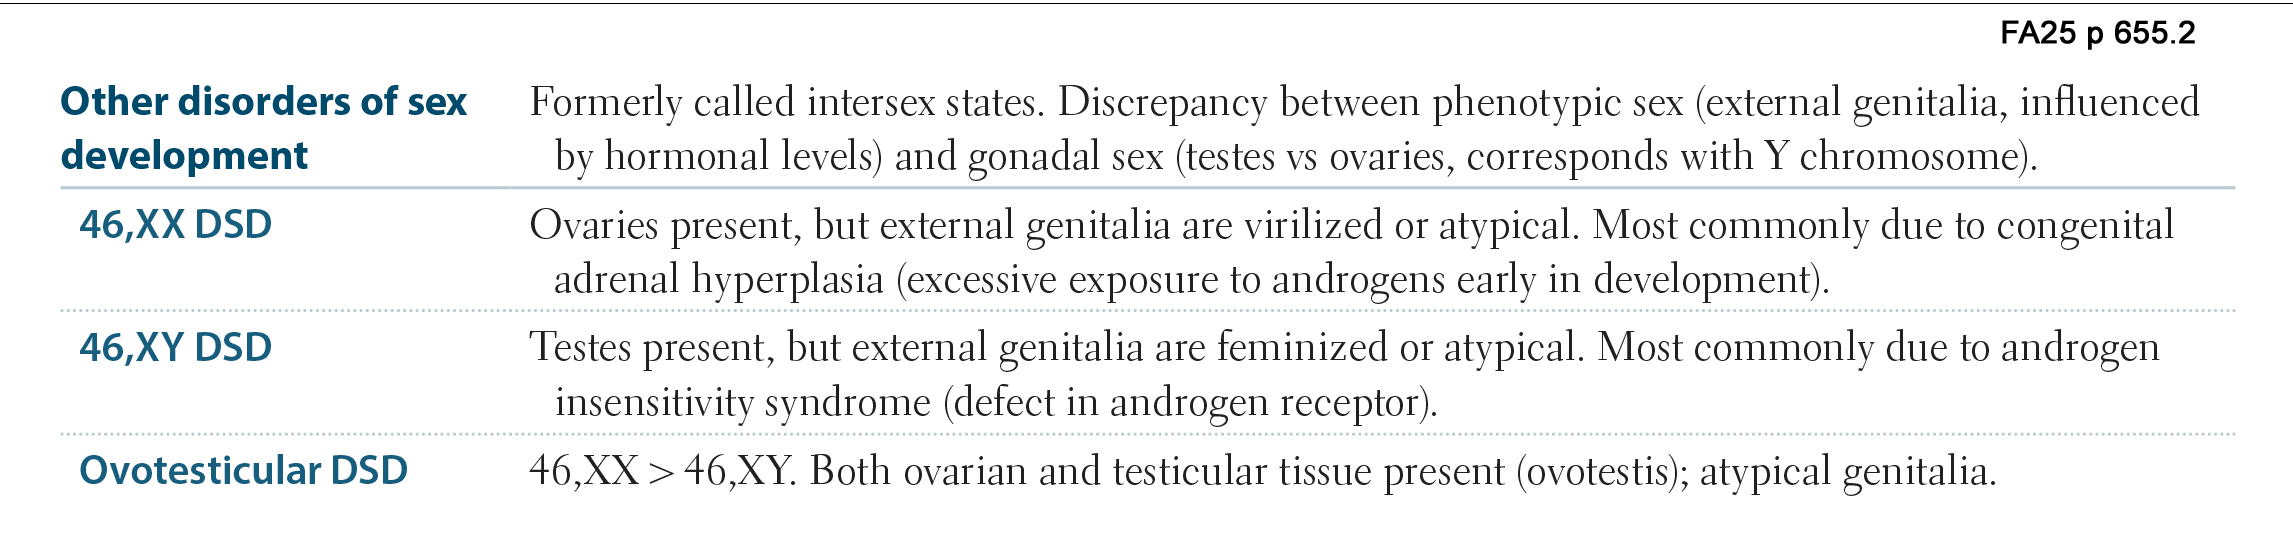 FA25 p 655.2
Other disorders of sex
development
Formerly called intersex states. Discrepancy between phenotypic sex (external genitalia, influenced
by hormonal levels) and gonadal sex (testes vs ovaries, corresponds with Y chromosome).
46,XX DSD
Ovaries present, but external genitalia are virilized or atypical. Most commonly due to congenital
adrenal hyperplasia (excessive exposure to androgens early in development).
46,XY DSD
Testes present, but external genitalia are feminized or atypical. Most commonly due to androgen
insensitivity syndrome (defect in androgen receptor).
Ovotesticular DSD
46,XX > 46,XY. Both ovarian and testicular tissue present (ovotestis); atypical genitalia.